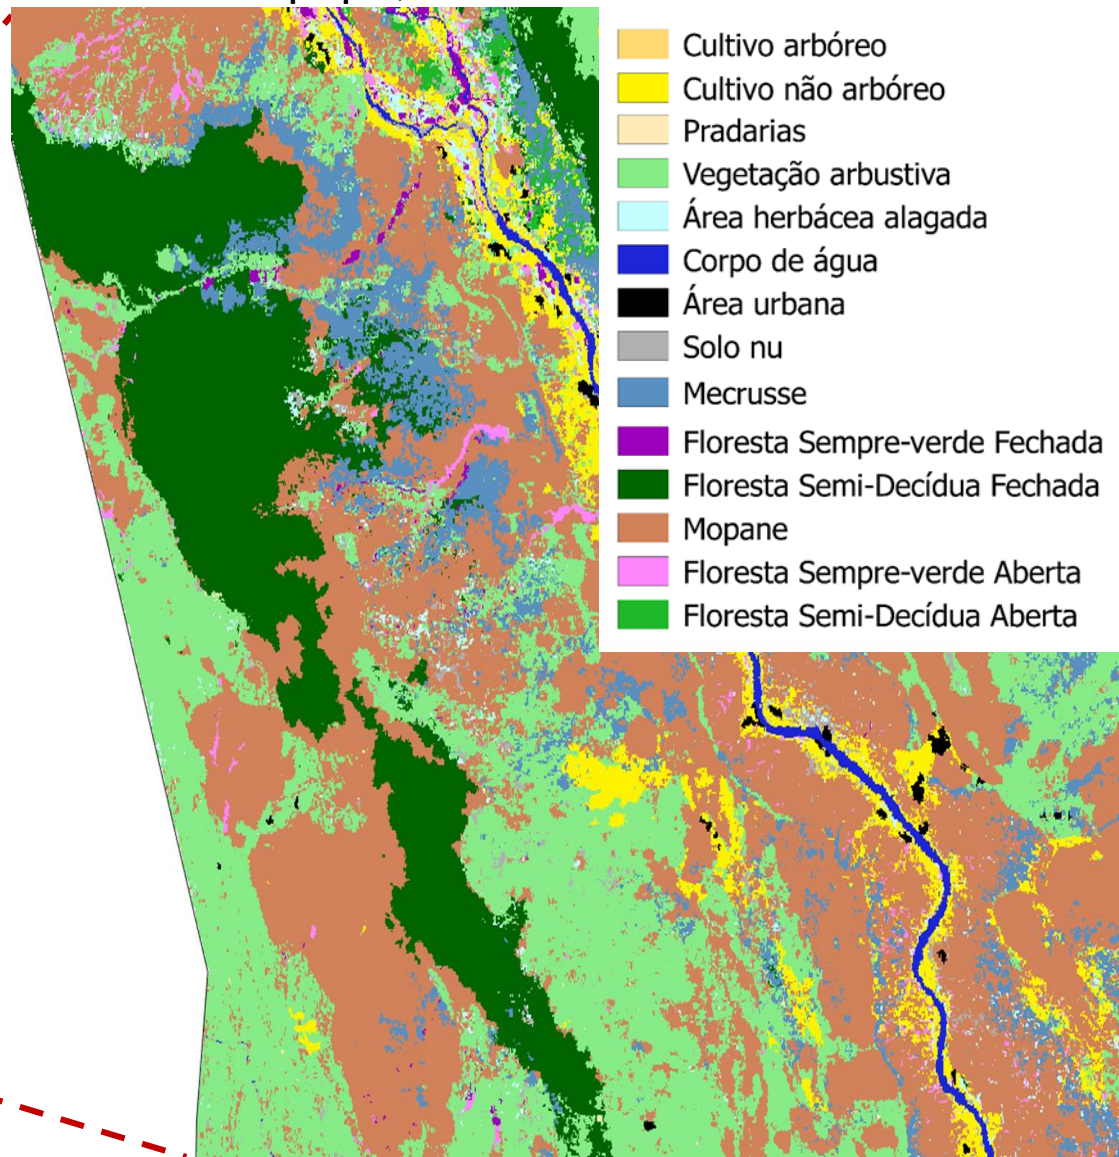 Cultivo arbóreo
Cultivo não arbóreo
Pradarias
Vegetação arbustiva
Área herbácea alagada
Corpo de água
Área urbana
Solo nu
Mecrusse
Floresta Sempre-verde Fechada
Floresta Semi-Decídua Fechada
Mopane
Floresta Sempre-verde Aberta
Floresta Semi-Decídua Aberta